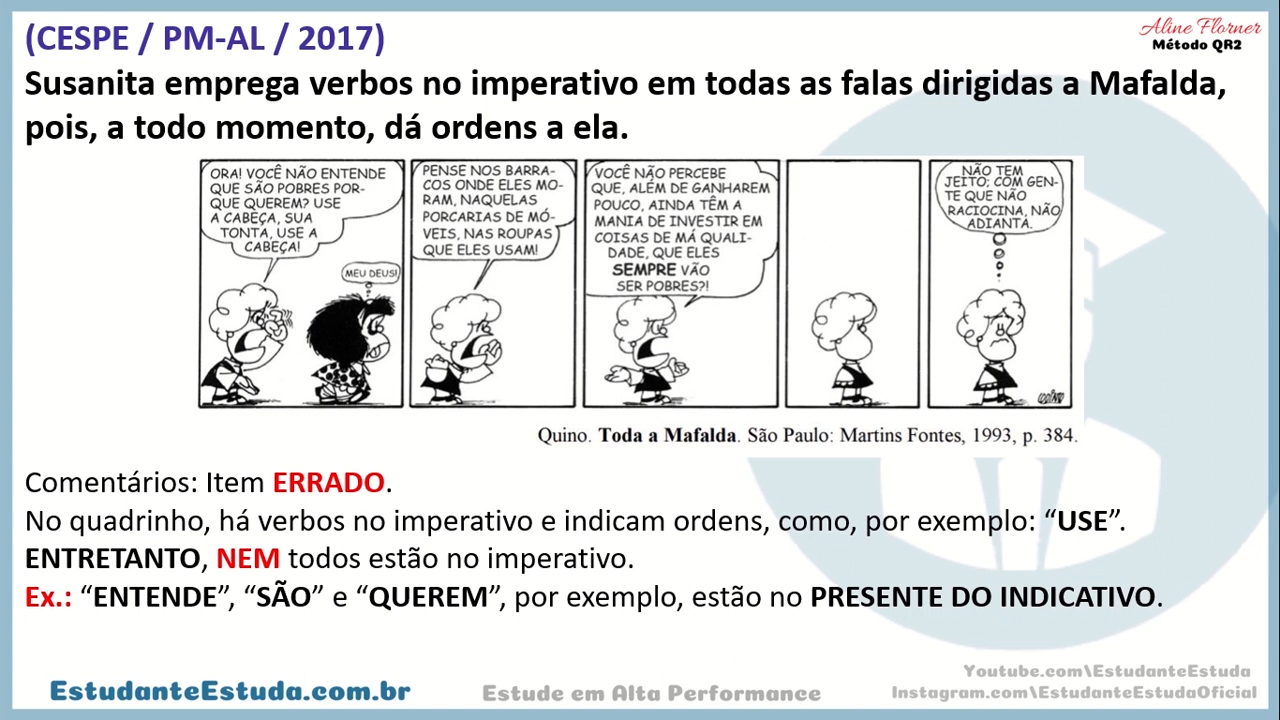 (CESPE / PM-AL / 2017)
Aline Florner
Método QR2
Susanita emprega verbos no imperativo em todas as falas dirigidas a Mafalda,
pois, a todo momento, dá ordens a ela.
ORA! VOCÊ NÃO ENTENDE
QUE SÃO POBRES POR-
QUE QUEREM? USE
A CABEÇA, SUA
TONTA, USE A
CABEÇA!
MEU DEUS!
PENSE NOS BARRA-
COS ONDE ELES MO-
RAM, NAQUELAS
PORCARIAS DE MÓ-
VEIS, NAS ROUPAS
QUE ELES USAM!
VOCÊ NÃO PERCEBE
QUE, ALÉM DE GANHAREM
POUCO, AINDA TÊM A
MANIA DE INVESTIR EM
COISAS DE MÁ QUALI-
DADE, QUE ELES
SEMPRE VÃO
SER POBRES?!
NÃO TEM
JEITO; COM GEN-
TE QUE NÃO
RACIOCINA, NÃO
ADIANTA.
Quino. Toda a Mafalda. São Paulo: Martins Fontes, 1993, p. 384.
Comentários: Item ERRADO.
No quadrinho, há verbos no imperativo e indicam ordens, como, por exemplo: “USE”.
ENTRETANTO, NEM todos estão no imperativo.
Ex.: “ENTENDE”, “SÃO” e “QUEREM”, por exemplo, estão no PRESENTE DO INDICATIVO.
EstudanteEstuda.com.br
Estude em Alta Performance
Youtube.com\EstudanteEstuda
Instagram.com\EstudanteEstudaOficial